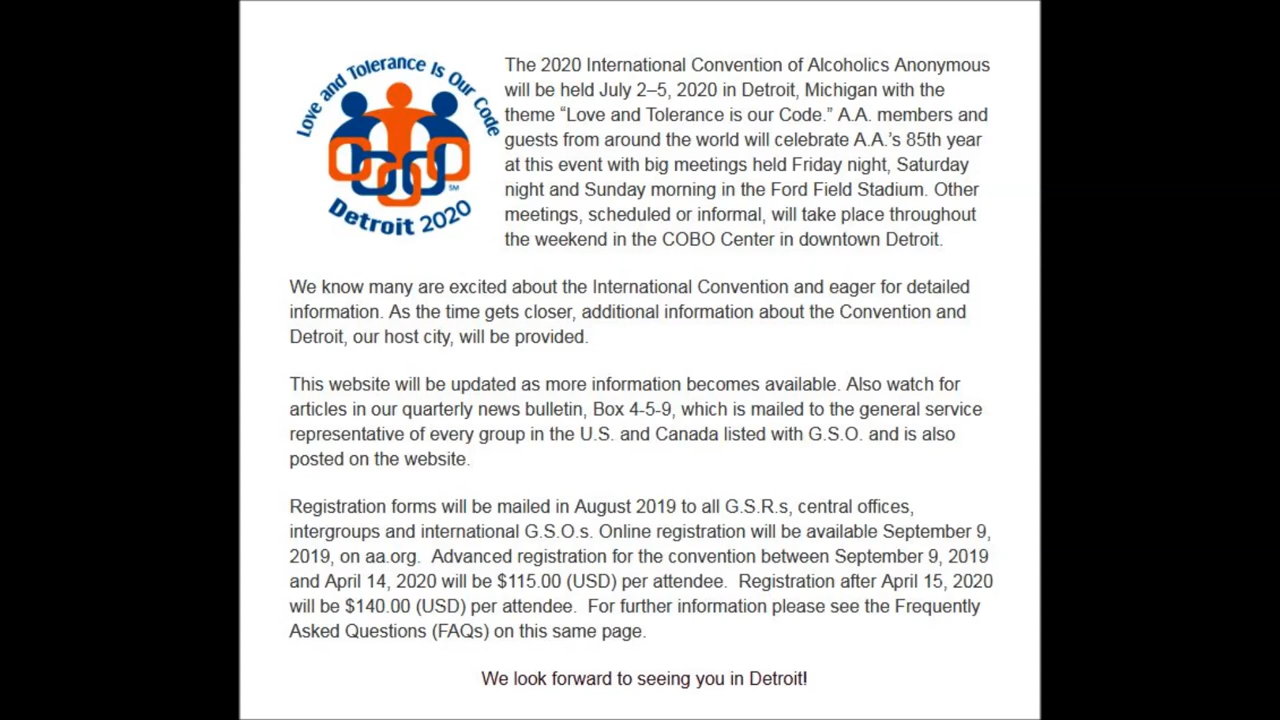 Love and Tolerance Is Our Code
SM
Detroit 2020
The 2020 International Convention of Alcoholics Anonymous
will be held July 2–5, 2020 in Detroit, Michigan with the
theme “Love and Tolerance is our Code.” A.A. members and
guests from around the world will celebrate A.A.’s 85th year
at this event with big meetings held Friday night, Saturday
night and Sunday morning in the Ford Field Stadium. Other
meetings, scheduled or informal, will take place throughout
the weekend in the COBO Center in downtown Detroit.
We know many are excited about the International Convention and eager for detailed
information. As the time gets closer, additional information about the Convention and
Detroit, our host city, will be provided.
This website will be updated as more information becomes available. Also watch for
articles in our quarterly news bulletin, Box 4-5-9, which is mailed to the general service
representative of every group in the U.S. and Canada listed with G.S.O. and is also
posted on the website.
Registration forms will be mailed in August 2019 to all G.S.R.s, central offices,
intergroups and international G.S.O.s. Online registration will be available September 9,
2019, on aa.org.  Advanced registration for the convention between September 9, 2019
and April 14, 2020 will be $115.00 (USD) per attendee.  Registration after April 15, 2020
will be $140.00 (USD) per attendee.  For further information please see the Frequently
Asked Questions (FAQs) on this same page.
We look forward to seeing you in Detroit!